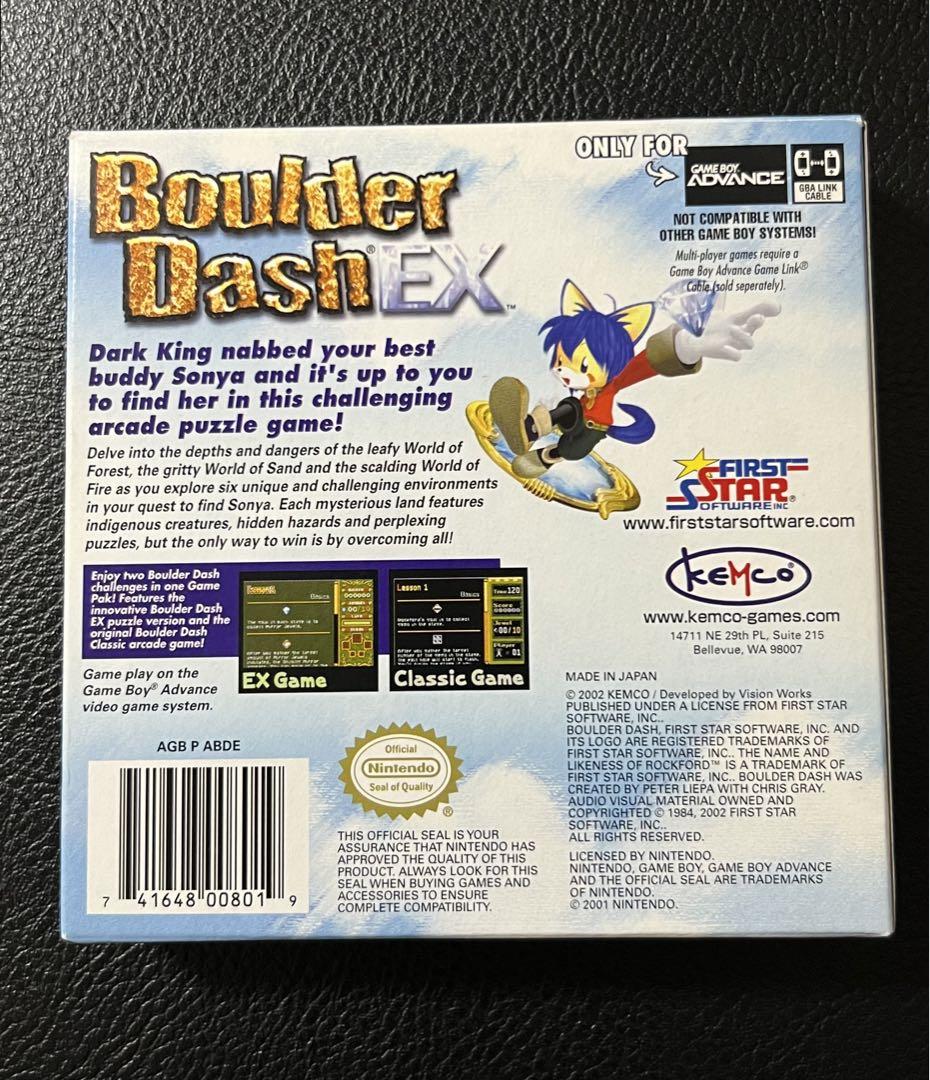 Boulder
Dash® EX™
ONLY FOR
GAME BOY
ADVANCE
GBA LINK
CABLE
NOT COMPATIBLE WITH
OTHER GAME BOY SYSTEMS!
Multi-player games require a
Game Boy Advance Game Link®
Cable (sold seperately).
Dark King nabbed your best
buddy Sonya and it's up to you
to find her in this challenging
arcade puzzle game!
Delve into the depths and dangers of the leafy World of
Forest, the gritty World of Sand and the scalding World of
Fire as you explore six unique and challenging environments
in your quest to find Sonya. Each mysterious land features
indigenous creatures, hidden hazards and perplexing
puzzles, but the only way to win is by overcoming all!
FIRST
STAR®
SOFTWARE INC
www.firststarsoftware.com
KEMCO®
www.kemco-games.com
14711 NE 29th PL, Suite 215
Bellevue, WA 98007
Enjoy two Boulder Dash
challenges in one Game
Pak! Features the
innovative Boulder Dash
EX puzzle version and the
original Boulder Dash
Classic arcade game!
Basics
EX Game
Lesson 1
Basics
Time 120
Score
000000
Jewel
00/10
Player
01
Classic Game
Game play on the
Game Boy® Advance
video game system.
AGB P ABDE
7 41648 00801 9
Official
Nintendo
Seal of Quality
®
THIS OFFICIAL SEAL IS YOUR
ASSURANCE THAT NINTENDO HAS
APPROVED THE QUALITY OF THIS
PRODUCT. ALWAYS LOOK FOR THIS
SEAL WHEN BUYING GAMES AND
ACCESSORIES TO ENSURE
COMPLETE COMPATIBILITY.
MADE IN JAPAN
© 2002 KEMCO / Developed by Vision Works
PUBLISHED UNDER A LICENSE FROM FIRST STAR
SOFTWARE, INC..
BOULDER DASH, FIRST STAR SOFTWARE, INC. AND
ITS LOGO ARE REGISTERED TRADEMARKS OF
FIRST STAR SOFTWARE, INC.. THE NAME AND
LIKENESS OF ROCKFORD™ IS A TRADEMARK OF
FIRST STAR SOFTWARE, INC.. BOULDER DASH WAS
CREATED BY PETER LIEPA WITH CHRIS GRAY.
AUDIO VISUAL MATERIAL OWNED AND
COPYRIGHTED © 1984, 2002 FIRST STAR
SOFTWARE, INC..
ALL RIGHTS RESERVED.
LICENSED BY NINTENDO.
NINTENDO, GAME BOY, GAME BOY ADVANCE
AND THE OFFICIAL SEAL ARE TRADEMARKS
OF NINTENDO.
© 2001 NINTENDO.